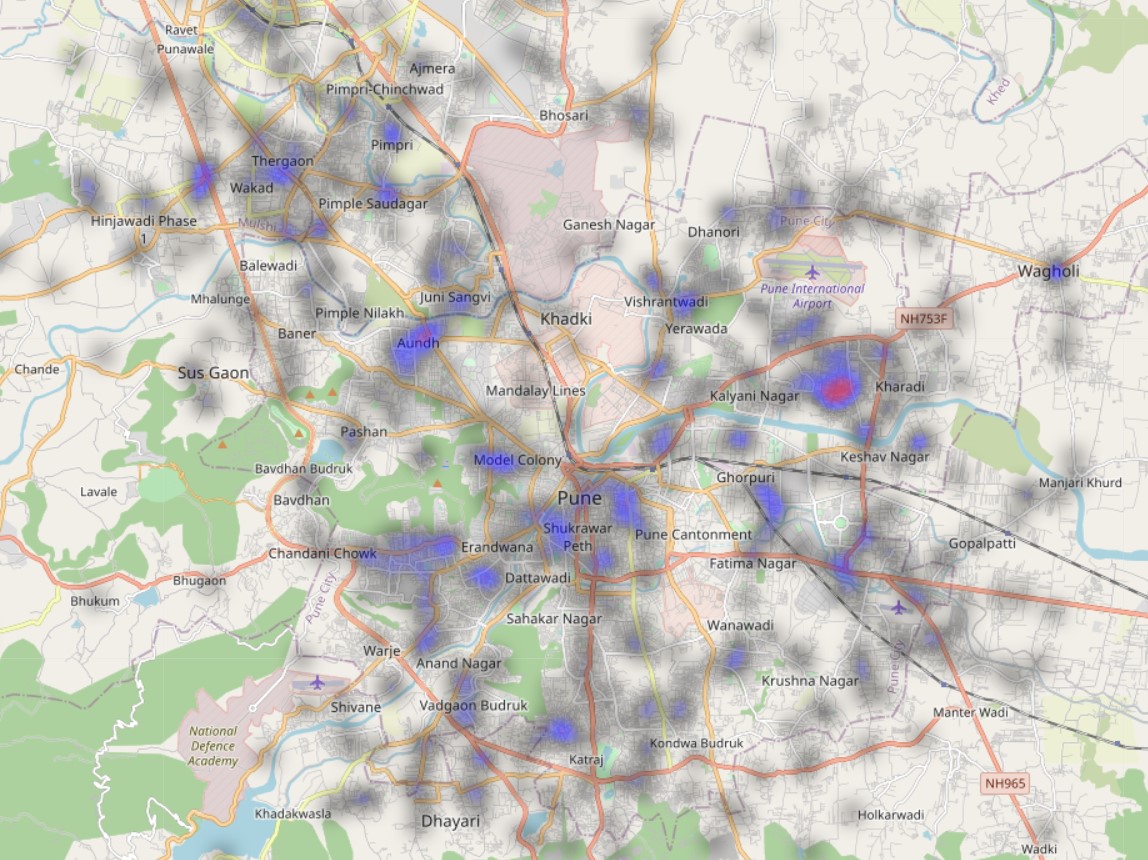 Ravet
Punawale
Ajmera
Pimpri-Chinchwad
Bhosari
Khed
Pimpri
Thergaon
Wakad
Pimple Saudagar
Hinjawadi Phase
1
Mulshi
Ganesh Nagar
Dhanori
Pune City
Balewadi
Wagholi
Mhalunge
Juni Sangvi
Pimple Nilakh
Vishrantwadi
Pune International
Airport
Khadki
Yerawada
NH753F
Baner
Aundh
Chande
Sus Gaon
Mandalay Lines
Kalyani Nagar
Kharadi
Pashan
Model Colony
Keshav Nagar
Bavdhan Budruk
Ghorpuri
Manjari Khurd
Lavale
Bavdhan
Pune
Shukrawar
Peth
Pune Cantonment
Gopalpatti
Chandani Chowk
Erandwana
Fatima Nagar
Bhugaon
Dattawadi
Bhukum
Pune City
Sahakar Nagar
Wanawadi
Warje
Anand Nagar
Krushna Nagar
Pune City
Shivane
Vadgaon Budruk
Manter Wadi
National
Defence
Academy
Kondwa Budruk
Katraj
NH965
Khadakwasla
Dhayari
Holkarwadi
Wadki